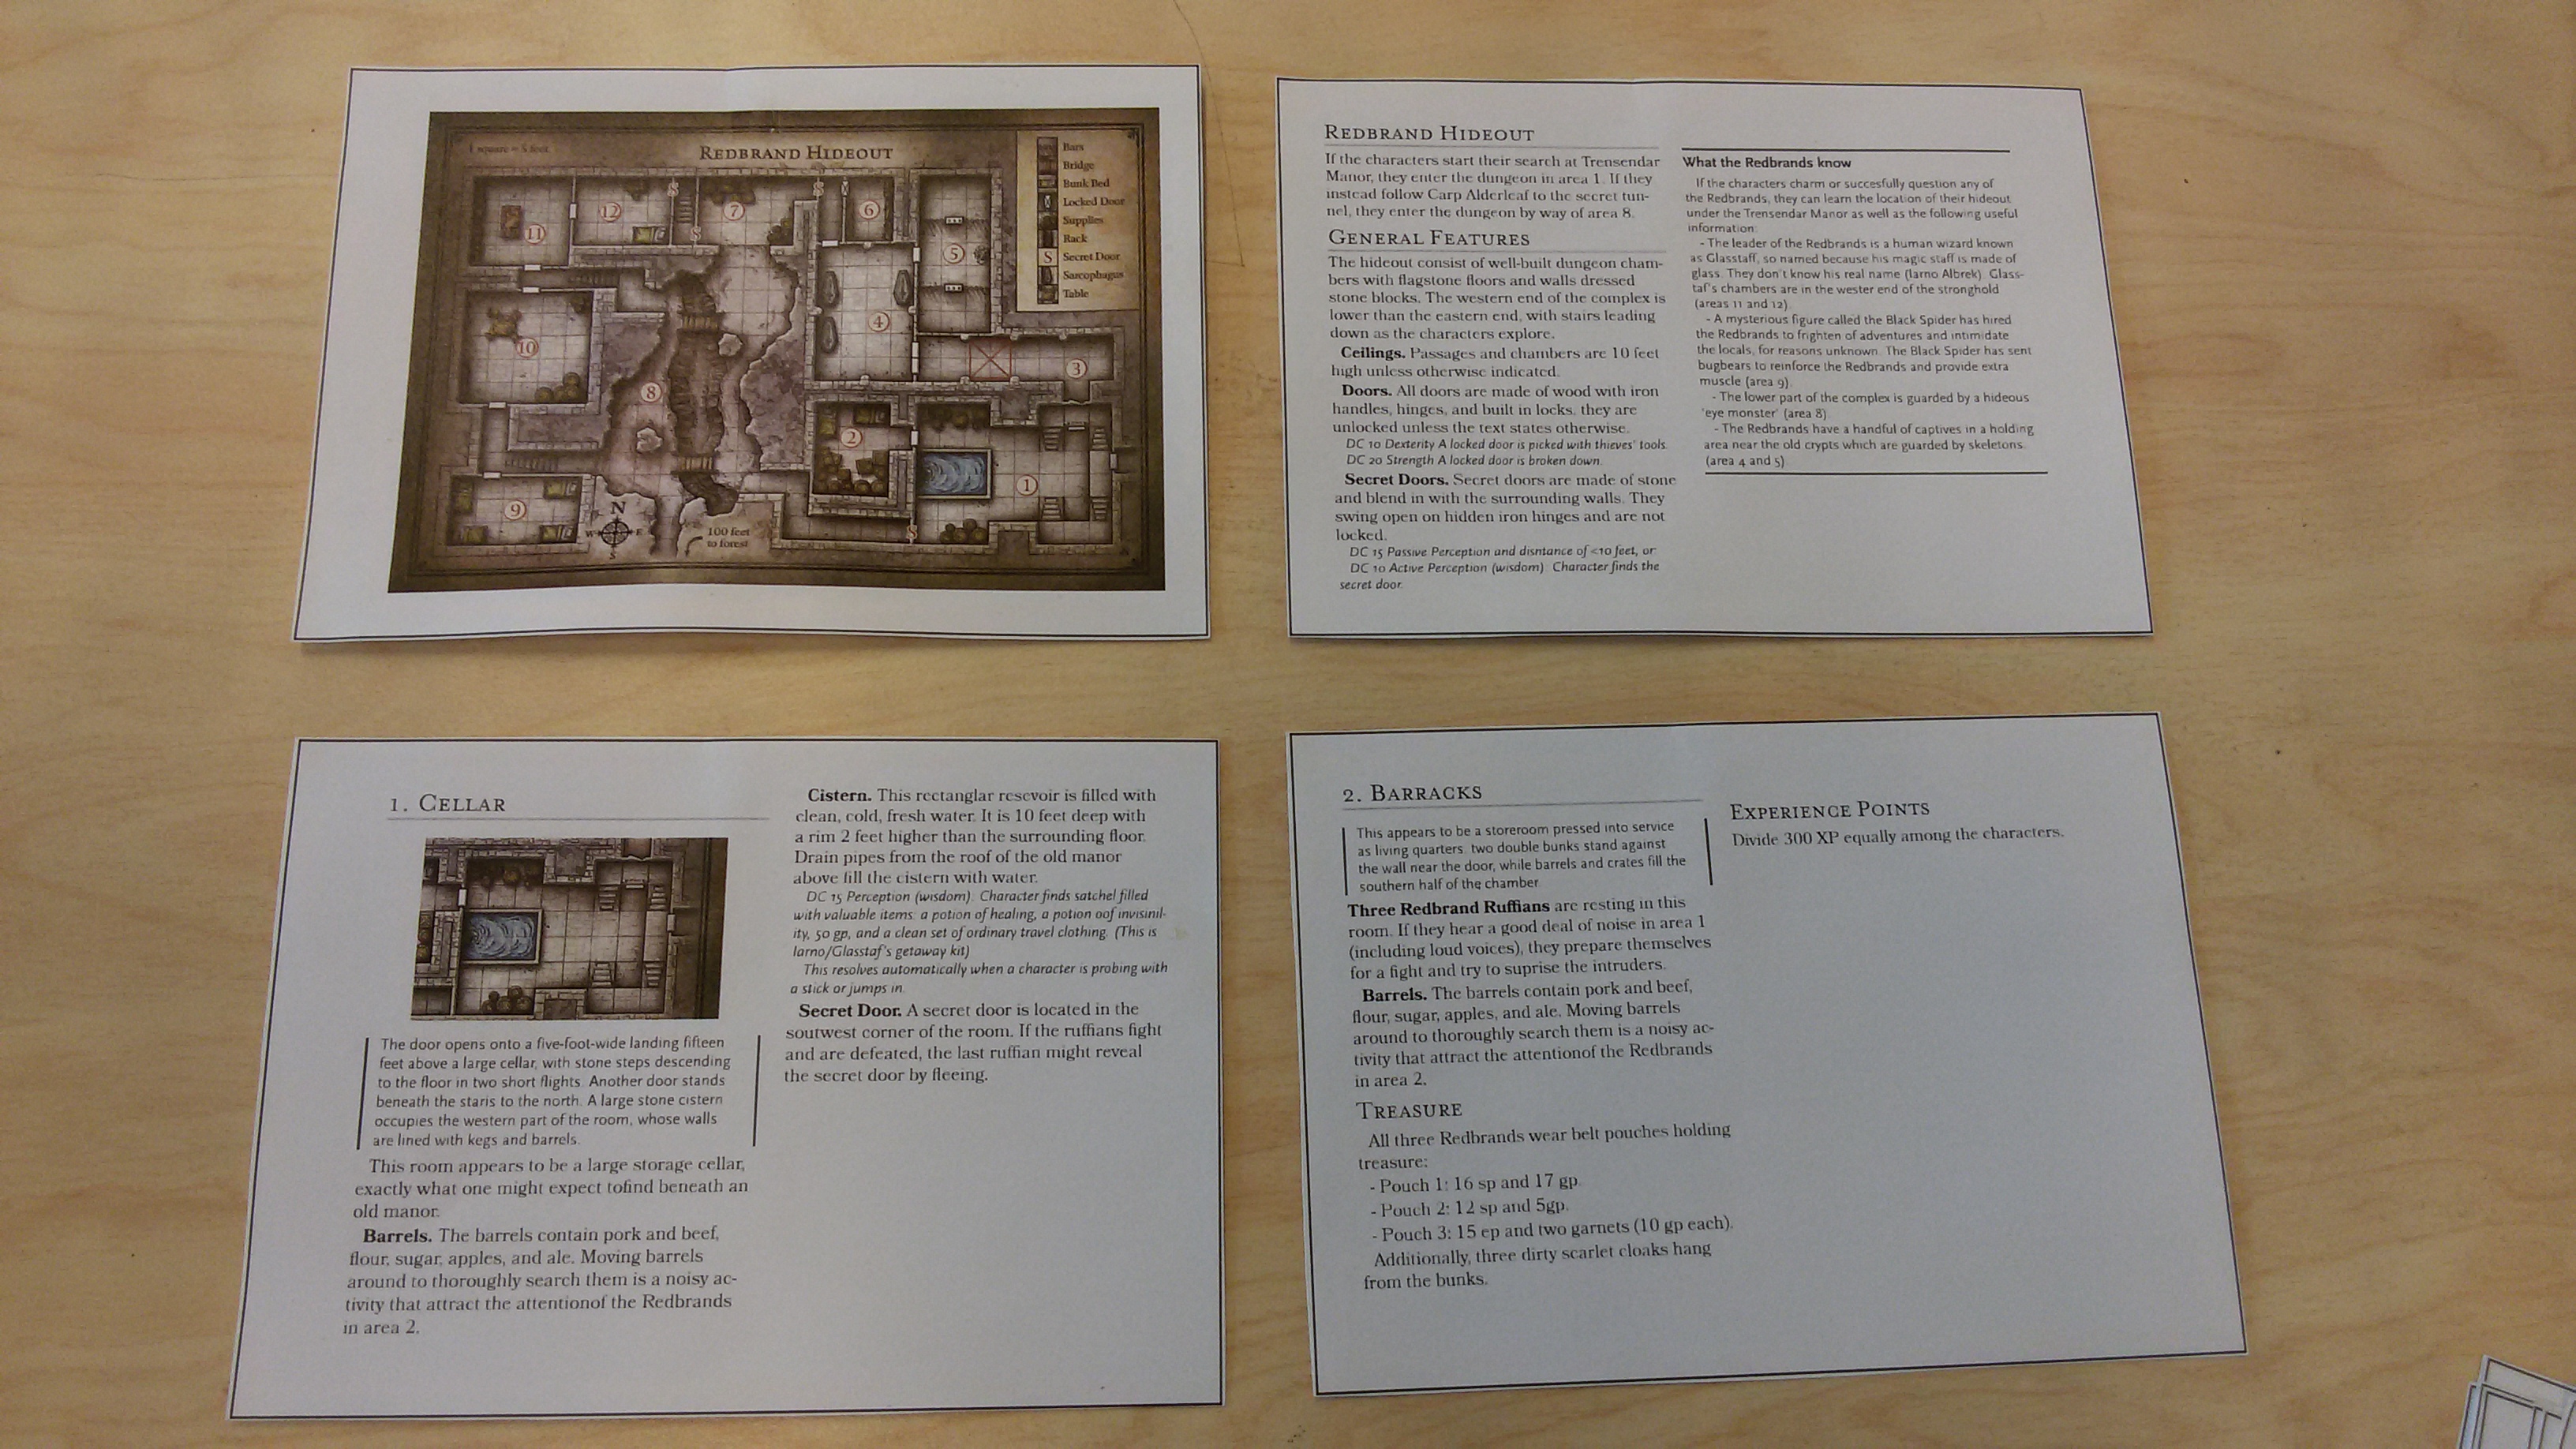 1 square = 5 feet
REDBRAND HIDEOUT
Bars
Bridge
Bunk Bed
Locked Door
Supplies
Rack
S Secret Door
Sarcophagus
Table
11
12
S
S
7
S
6
5
S
10
4
3
8
2
1
9
N
W E
S
100 feet
to forest
S
REDBRAND HIDEOUT
If the characters start their search at Trensendar
Manor, they enter the dungeon in area 1. If they
instead follow Carp Alderleaf to the secret tun-
nel, they enter the dungeon by way of area 8.
GENERAL FEATURES
The hideout consist of well-built dungeon cham-
bers with flagstone floors and walls dressed
stone blocks. The western end of the complex is
lower than the eastern end, with stairs leading
down as the characters explore.
Ceilings. Passages and chambers are 10 feet
high unless otherwise indicated.
Doors. All doors are made of wood with iron
handles, hinges, and built in locks. they are
unlocked unless the text states otherwise.
DC 10 Dexterity A locked door is picked with thieves' tools.
DC 20 Strength A locked door is broken down.
Secret Doors. Secret doors are made of stone
and blend in with the surrounding walls. They
swing open on hidden iron hinges and are not
locked.
DC 15 Passive Perception and disntance of <10 feet, or
DC 10 Active Perception (wisdom): Character finds the
secret door.
What the Redbrands know
If the characters charm or succesfully question any of
the Redbrands, they can learn the location of their hideout
under the Trensendar Manor as well as the following useful
information:
- The leader of the Redbrands is a human wizard known
as Glasstaff, so named because his magic staff is made of
glass. They don't know his real name (Iarno Albrek). Glass-
taf's chambers are in the wester end of the stronghold
(areas 11 and 12).
- A mysterious figure called the Black Spider has hired
the Redbrands to frighten of adventures and intimidate
the locals, for reasons unknown. The Black Spider has sent
bugbears to reinforce the Redbrands and provide extra
muscle (area 9).
- The lower part of the complex is guarded by a hideous
'eye monster' (area 8)
- The Redbrands have a handful of captives in a holding
area near the old crypts which are guarded by skeletons.
(area 4 and 5)
1. CELLAR
The door opens onto a five-foot-wide landing fifteen
feet above a large cellar, with stone steps descending
to the floor in two short flights. Another door stands
beneath the staris to the north. A large stone cistern
occupies the western part of the room, whose walls
are lined with kegs and barrels.
This room appears to be a large storage cellar,
exactly what one might expect tofind beneath an
old manor.
Barrels. The barrels contain pork and beef,
flour, sugar, apples, and ale. Moving barrels
around to thoroughly search them is a noisy ac-
tivity that attract the attentionof the Redbrands
in area 2.
Cistern. This rectanglar resevoir is filled with
clean, cold, fresh water. It is 10 feet deep with
a rim 2 feet higher than the surrounding floor.
Drain pipes from the roof of the old manor
above fill the cistern with water.
DC 15 Perception (wisdom): Character finds satchel filled
with valuable items: a potion of healing, a potion oof invisinil-
ity, 50 gp, and a clean set of ordinary travel clothing. (This is
Iarno/Glasstaf's getaway kit)
This resolves automatically when a character is probing with
a stick or jumps in.
Secret Door. A secret door is located in the
soutwest corner of the room. If the ruffians fight
and are defeated, the last ruffian might reveal
the secret door by fleeing.
2. BARRACKS
This appears to be a storeroom pressed into service
as living quarters. two double bunks stand against
the wall near the door, while barrels and crates fill the
southern half of the chamber
Three Redbrand Ruffians are resting in this
room. If they hear a good deal of noise in area 1
(including loud voices), they prepare themselves
for a fight and try to suprise the intruders.
Barrels. The barrels contain pork and beef,
flour, sugar, apples, and ale. Moving barrels
around to thoroughly search them is a noisy ac-
tivity that attract the attentionof the Redbrands
in area 2.
TREASURE
All three Redbrands wear belt pouches holding
treasure:
- Pouch 1: 16 sp and 17 gp.
- Pouch 2: 12 sp and 5gp.
- Pouch 3: 15 ep and two garnets (10 gp each).
Additionally, three dirty scarlet cloaks hang
from the bunks.
EXPERIENCE POINTS
Divide 300 XP equally among the characters.